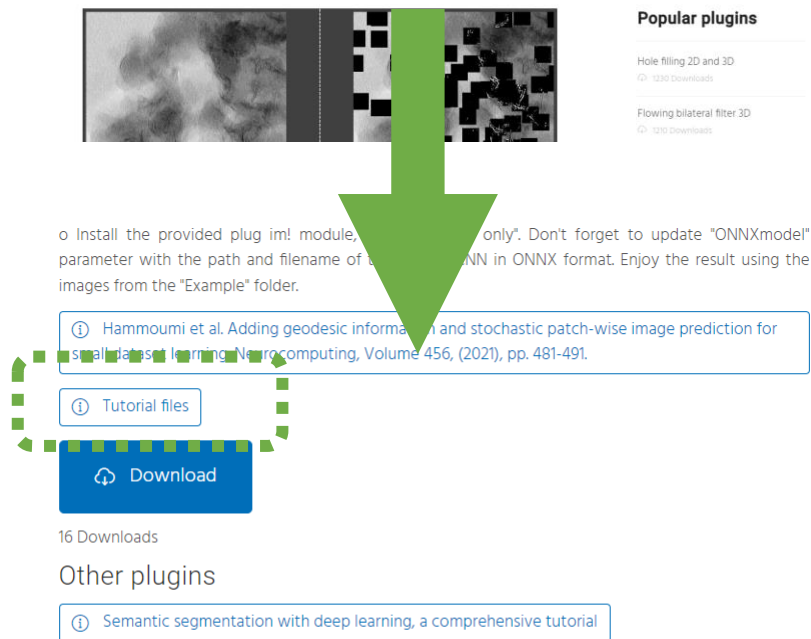 Popular plugins
Hole filling 2D and 3D
1230 Downloads
Flowing bilateral filter 3D
1210 Downloads
o Install the provided plug im! module, only". Don't forget to update "ONNXmodel"
parameter with the path and filename of NN in ONNX format. Enjoy the result using the
images from the "Example" folder.
Hammoumi et al. Adding geodesic information and stochastic patch-wise image prediction for
small dataset learning, Neurocomputing, Volume 456, (2021), pp. 481-491.
Tutorial files
Download
16 Downloads
Other plugins
Semantic segmentation with deep learning, a comprehensive tutorial